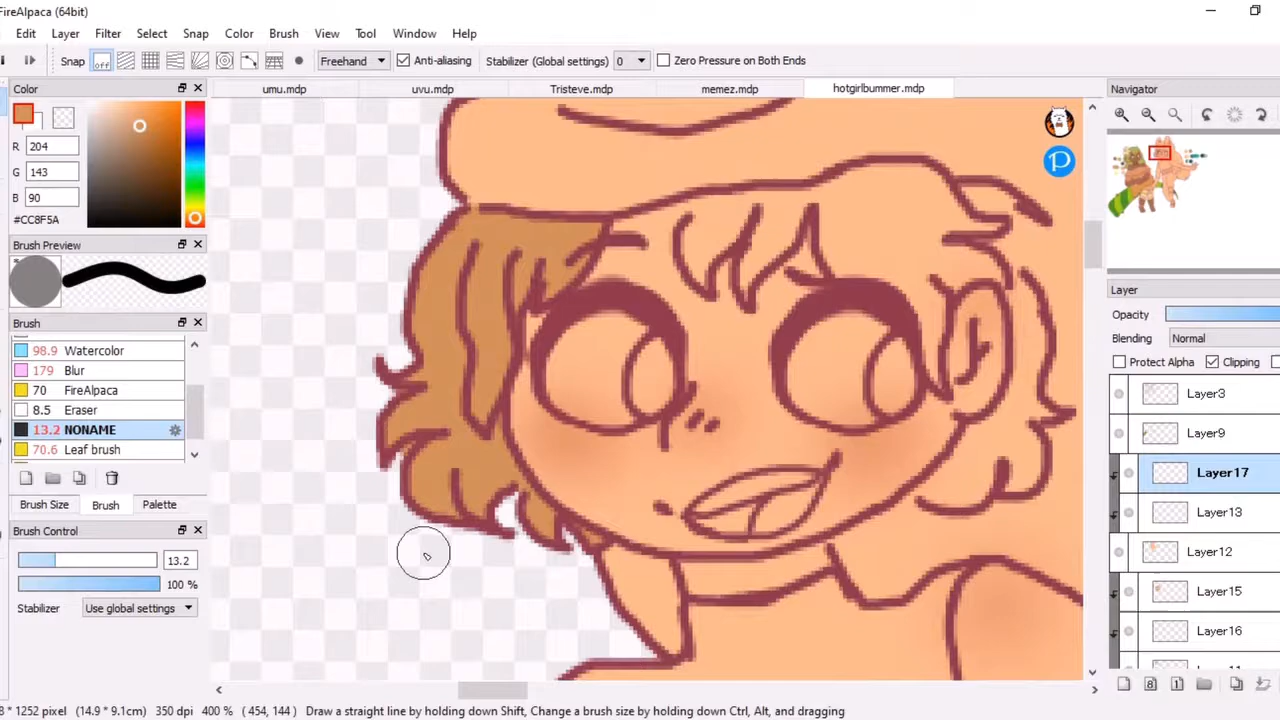 FireAlpaca (64bit)
Edit Layer Filter Select Snap Color Brush View Tool Window Help
Snap off Freehand Anti-aliasing Stabilizer (Global settings) 0 Zero Pressure on Both Ends
Color
umu.mdp uvu.mdp Tristeve.mdp memez.mdp hotgirlbummer.mdp
Navigator
R 204
G 143
B 90
#CC8F5A
P
Brush Preview
Brush
98.9 Watercolor
179 Blur
70 FireAlpaca
8.5 Eraser
13.2 NONAME
70.6 Leaf brush
Brush Size Brush Palette
Brush Control
13.2
100 %
Stabilizer Use global settings
Layer
Opacity
Blending Normal
Protect Alpha Clipping
Layer3
Layer9
Layer17
Layer13
Layer12
Layer15
Layer16
8 1
8 * 1252 pixel (14.9 * 9.1cm) 350 dpi 400 % ( 454, 144 ) Draw a straight line by holding down Shift, Change a brush size by holding down Ctrl, Alt, and dragging